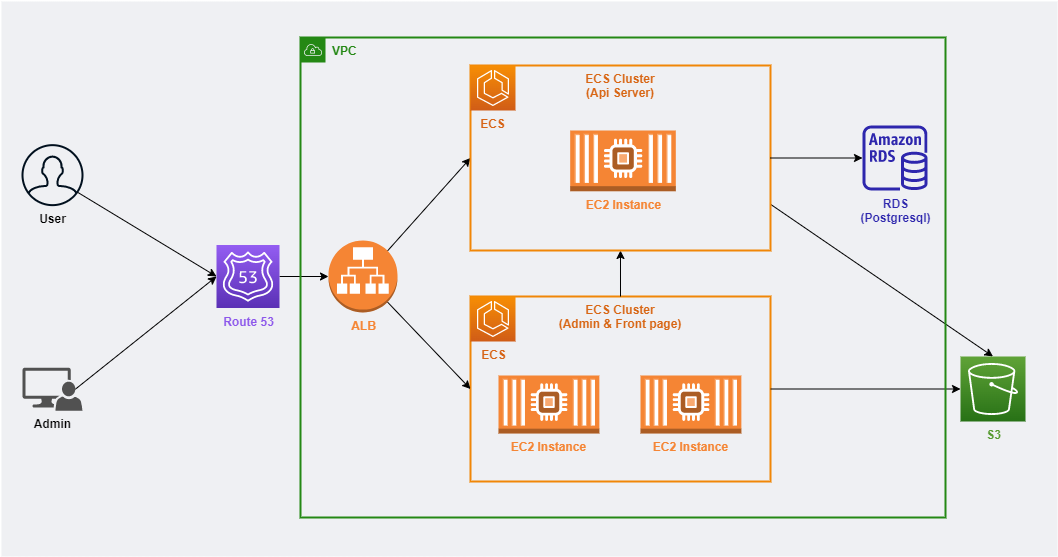 VPC
ECS Cluster
(Api Server)
ECS
EC2 Instance
Amazon
RDS
RDS
(Postgresql)
User
53
Route 53
ALB
ECS Cluster
(Admin & Front page)
ECS
EC2 Instance
EC2 Instance
Admin
S3